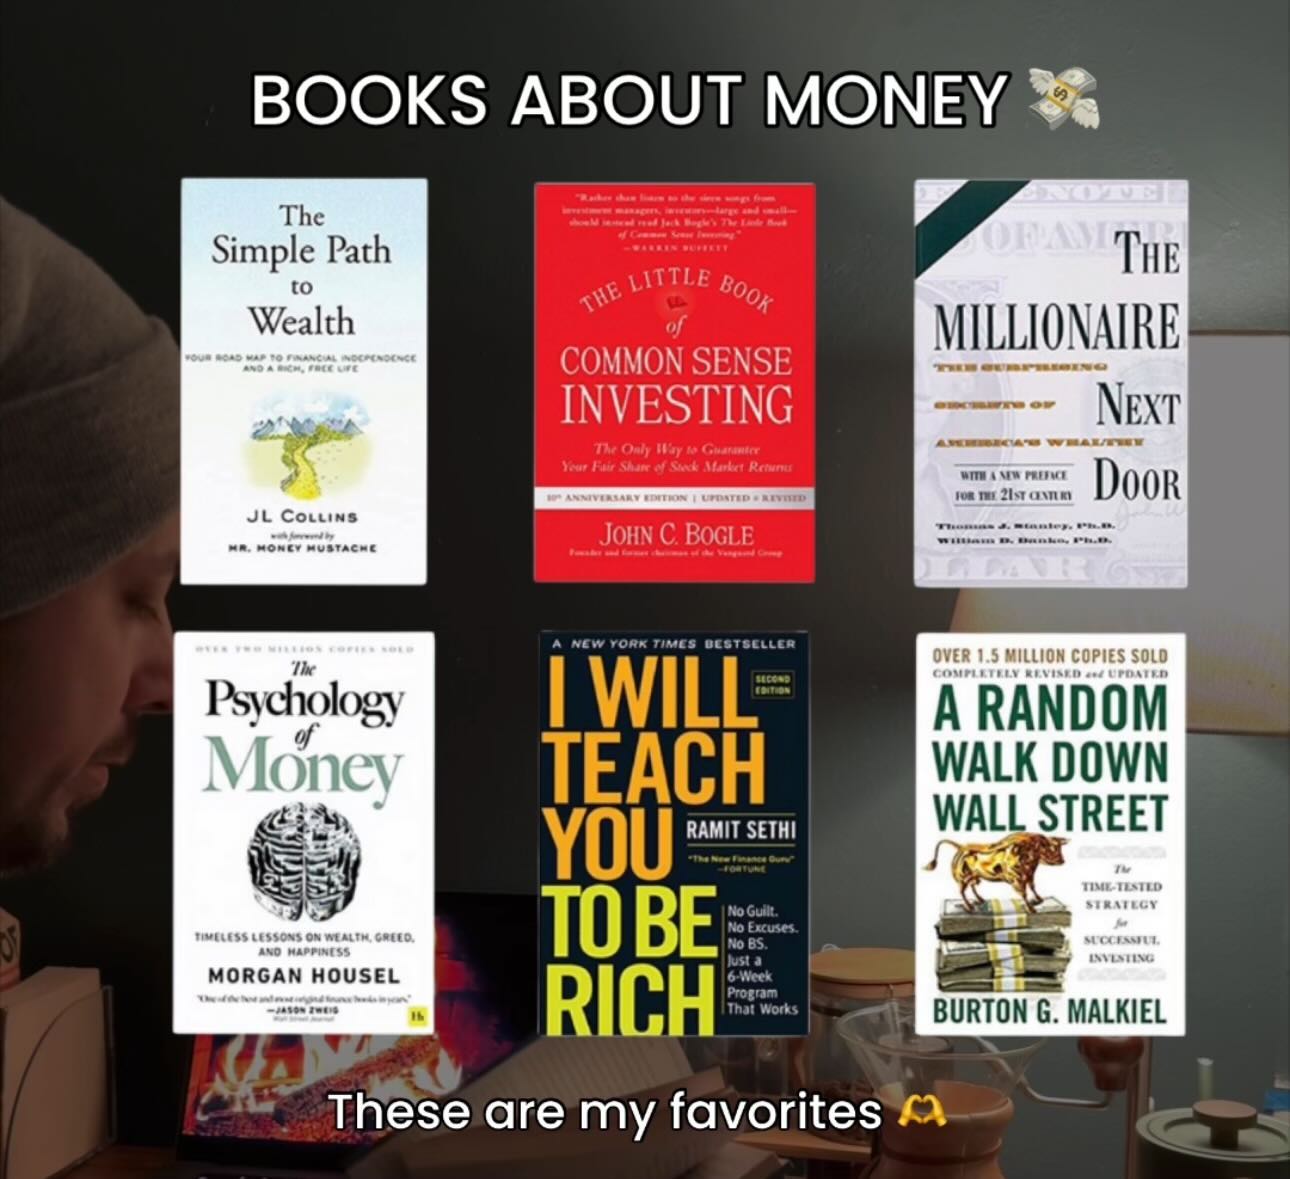 BOOKS ABOUT MONEY
The
Simple Path
to
Wealth
YOUR ROAD MAP TO FINANCIAL INDEPENDENCE
AND A RICH, FREE LIFE
JL COLLINS
with foreword by
MR. MONEY MUSTACHE
"Rather than listen to the siren songs from
investment managers, investors—large and small—
should instead read Jack Bogle's The Little Book
of Common Sense Investing."
—WARREN BUFFETT
THE LITTLE BOOK
of
COMMON SENSE
INVESTING
The Only Way to Guarantee
Your Fair Share of Stock Market Returns
10th ANNIVERSARY EDITION | UPDATED & REVISED
JOHN C. BOGLE
Founder and former chairman of the Vanguard Group
THE
MILLIONAIRE
THE SURPRISING
NEXT
SECRETS OF
AMERICA'S WEALTHY
DOOR
WITH A NEW PREFACE
FOR THE 21ST CENTURY
Thomas J. Stanley, Ph.D.
William D. Danko, Ph.D.
OVER TWO MILLION COPIES SOLD
The
Psychology
of
Money
TIMELESS LESSONS ON WEALTH, GREED,
AND HAPPINESS
MORGAN HOUSEL
"One of the best and most original finance books in years."
—JASON ZWEIG
Wall Street Journal
Hh
A NEW YORK TIMES BESTSELLER
I WILL
SECOND
EDITION
TEACH
YOU
RAMIT SETHI
"The New Finance Guru"
—FORTUNE
TO BE
RICH
No Guilt.
No Excuses.
No BS.
Just a
6-Week
Program
That Works
OVER 1.5 MILLION COPIES SOLD
COMPLETELY REVISED and UPDATED
A RANDOM
WALK DOWN
WALL STREET
The
TIME-TESTED
STRATEGY
for
SUCCESSFUL
INVESTING
BURTON G. MALKIEL
These are my favorites